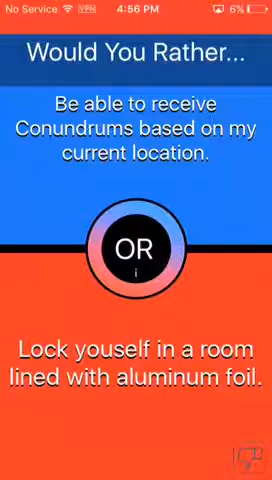 No Service VPN 4:56 PM 6%
Would You Rather...
Be able to receive
Conundrums based on my
current location.
OR
i
Lock youself in a room
lined with aluminum foil.